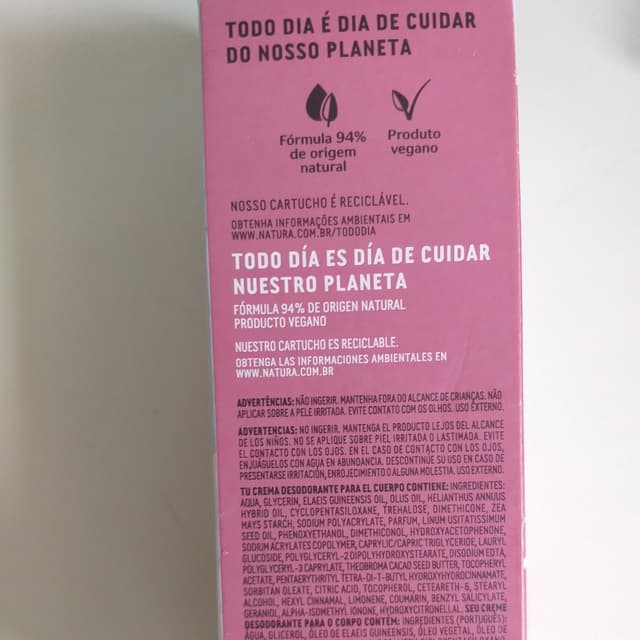 TODO DIA É DIA DE CUIDAR
DO NOSSO PLANETA
Fórmula 94%
de origem
natural
Produto
vegano
NOSSO CARTUCHO É RECICLÁVEL.
OBTENHA INFORMAÇÕES AMBIENTAIS EM
WWW.NATURA.COM.BR/TODODIA
TODO DÍA ES DÍA DE CUIDAR
NUESTRO PLANETA
FÓRMULA 94% DE ORIGEN NATURAL
PRODUCTO VEGANO
NUESTRO CARTUCHO ES RECICLABLE.
OBTENGA LAS INFORMACIONES AMBIENTALES EN
WWW.NATURA.COM.BR
ADVERTÊNCIAS: NÃO INGERIR. MANTENHA FORA DO ALCANCE DE CRIANÇAS. NÃO
APLICAR SOBRE A PELE IRRITADA. EVITE CONTATO COM OS OLHOS. USO EXTERNO.
ADVERTENCIAS: NO INGERIR. MANTENGA EL PRODUCTO LEJOS DEL ALCANCE
DE LOS NIÑOS. NO SE APLIQUE SOBRE PIEL IRRITADA O LASTIMADA. EVITE
EL CONTACTO CON LOS OJOS. EN EL CASO DE CONTACTO CON LOS OJOS,
ENJUÁGUELOS CON AGUA EN ABUNDANCIA. DESCONTINÚE SU USO EN CASO DE
PRESENTARSE IRRITACIÓN, ENROJECIMIENTO O ALGUNA MOLESTIA. USO EXTERNO.
TU CREMA DESODORANTE PARA EL CUERPO CONTIENE: INGREDIENTES:
AQUA, GLYCERIN, ELAEIS GUINEENSIS OIL, OLUS OIL, HELIANTHUS ANNUUS
HYBRID OIL, CYCLOPENTASILOXANE, TREHALOSE, DIMETHICONE, ZEA
MAYS STARCH, SODIUM POLYACRYLATE, PARFUM, LINUM USITATISSIMUM
SEED OIL, PHENOXYETHANOL, DIMETHICONOL, HYDROXYACETOPHENONE,
SODIUM ACRYLATES COPOLYMER, CAPRYLIC/CAPRIC TRIGLYCERIDE, LAURYL
GLUCOSIDE, POLYGLYCERYL-2 DIPOLYHYDROXYSTEARATE, DISODIUM EDTA,
POLYGLYCERYL-3 CAPRYLATE, THEOBROMA CACAO SEED BUTTER, TOCOPHERYL
ACETATE, PENTAERYTHRITYL TETRA-DI-T-BUTYL HYDROXYHYDROCINNAMATE,
SORBITAN OLEATE, CITRIC ACID, TOCOPHEROL, CETEARETH-6, STEARYL
ALCOHOL, HEXYL CINNAMAL, LIMONENE, COUMARIN, BENZYL SALICYLATE,
GERANIOL, ALPHA-ISOMETHYL IONONE, HYDROXYCITRONELLAL. SEU CREME
DESODORANTE PARA O CORPO CONTÉM: INGREDIENTES (PORTUGUÊS):
ÁGUA, GLICEROL, ÓLEO DE ELAEIS GUINEENSIS, ÓLEO VEGETAL, ÓLEO DE